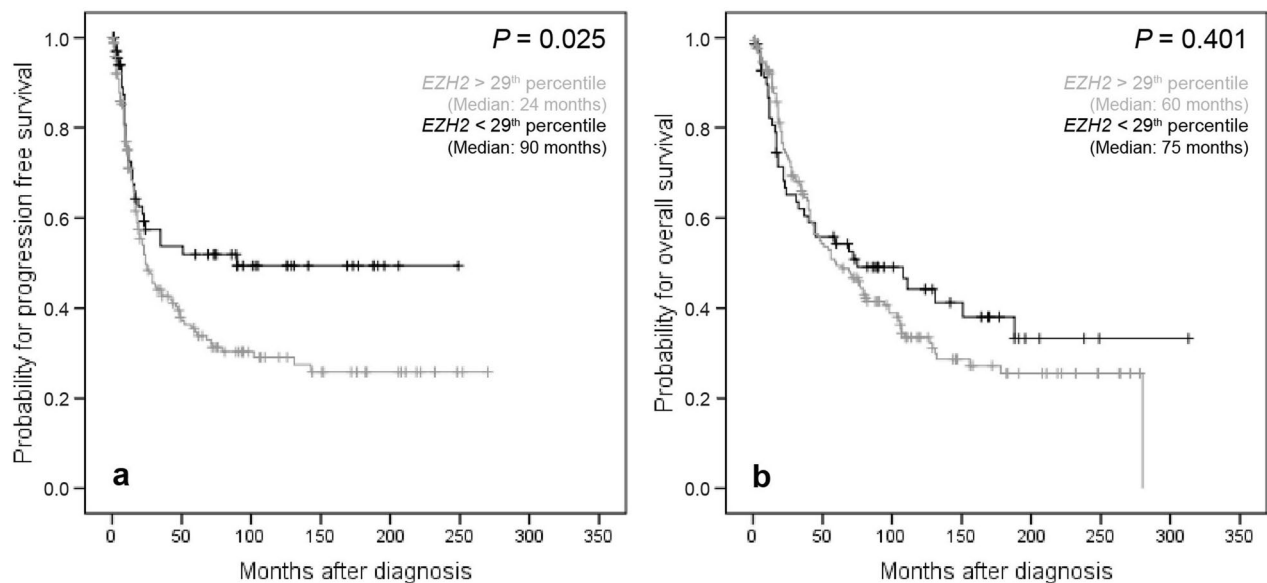 P = 0.025
EZH2 > 29th percentile
(Median: 24 months)
EZH2 < 29th percentile
(Median: 90 months)
Probability for progression free survival
1.0
0.8
0.6
0.4
0.2
0.0
a
0 50 100 150 200 250 300 350
Months after diagnosis
P = 0.401
EZH2 > 29th percentile
(Median: 60 months)
EZH2 < 29th percentile
(Median: 75 months)
Probability for overall survival
1.0
0.8
0.6
0.4
0.2
0.0
b
0 50 100 150 200 250 300 350
Months after diagnosis